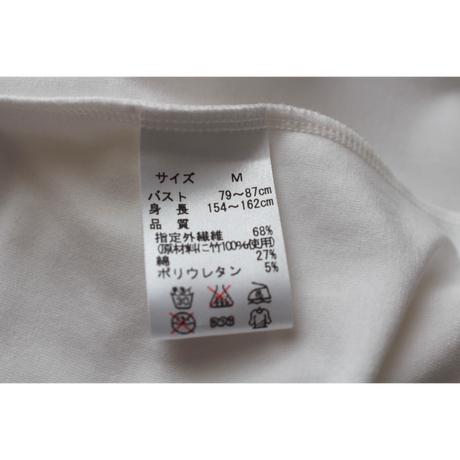 サイズ M
バスト 79〜87cm
身長 154〜162cm
品質
指定外繊維 68%
(原材料に竹100%使用)
綿 27%
ポリウレタン 5%
30